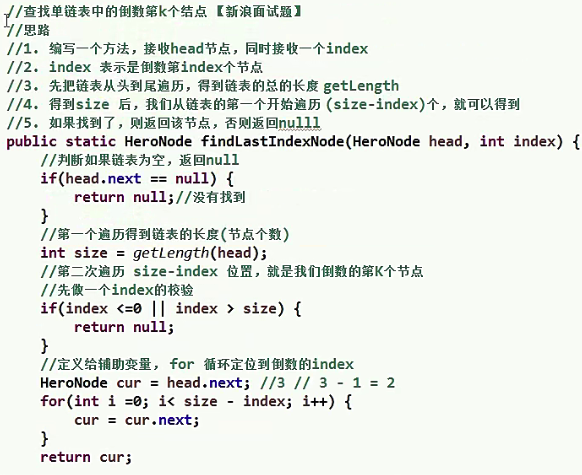 //查找单链表中的倒数第k个结点 【新浪面试题】
//思路
//1. 编写一个方法，接收head节点，同时接收一个index
//2. index 表示是倒数第index个节点
//3. 先把链表从头到尾遍历，得到链表的总的长度 getLength
//4. 得到size 后，我们从链表的第一个开始遍历 (size-index)个，就可以得到
//5. 如果找到了，则返回该节点，否则返回nulll
public static HeroNode findLastIndexNode(HeroNode head, int index) {
//判断如果链表为空，返回null
if(head.next == null) {
return null;//没有找到
}
//第一个遍历得到链表的长度(节点个数)
int size = getLength(head);
//第二次遍历 size-index 位置，就是我们倒数的第K个节点
//先做一个index的校验
if(index <=0 || index > size) {
return null;
}
//定义给辅助变量, for 循环定位到倒数的index
HeroNode cur = head.next; //3 // 3 - 1 = 2
for(int i =0; i< size - index; i++) {
cur = cur.next;
}
return cur;